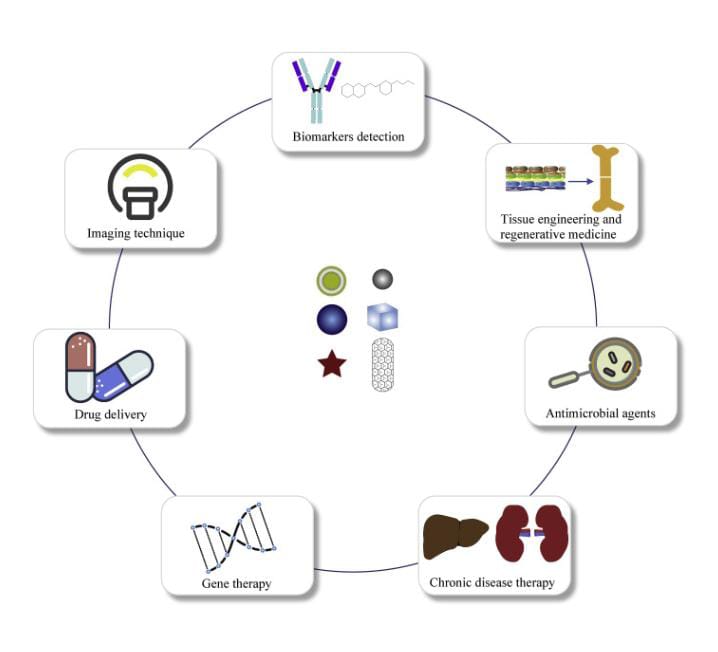 Biomarkers detection
Imaging technique
Tissue engineering and
regenerative medicine
Drug delivery
Antimicrobial agents
Gene therapy
Chronic disease therapy